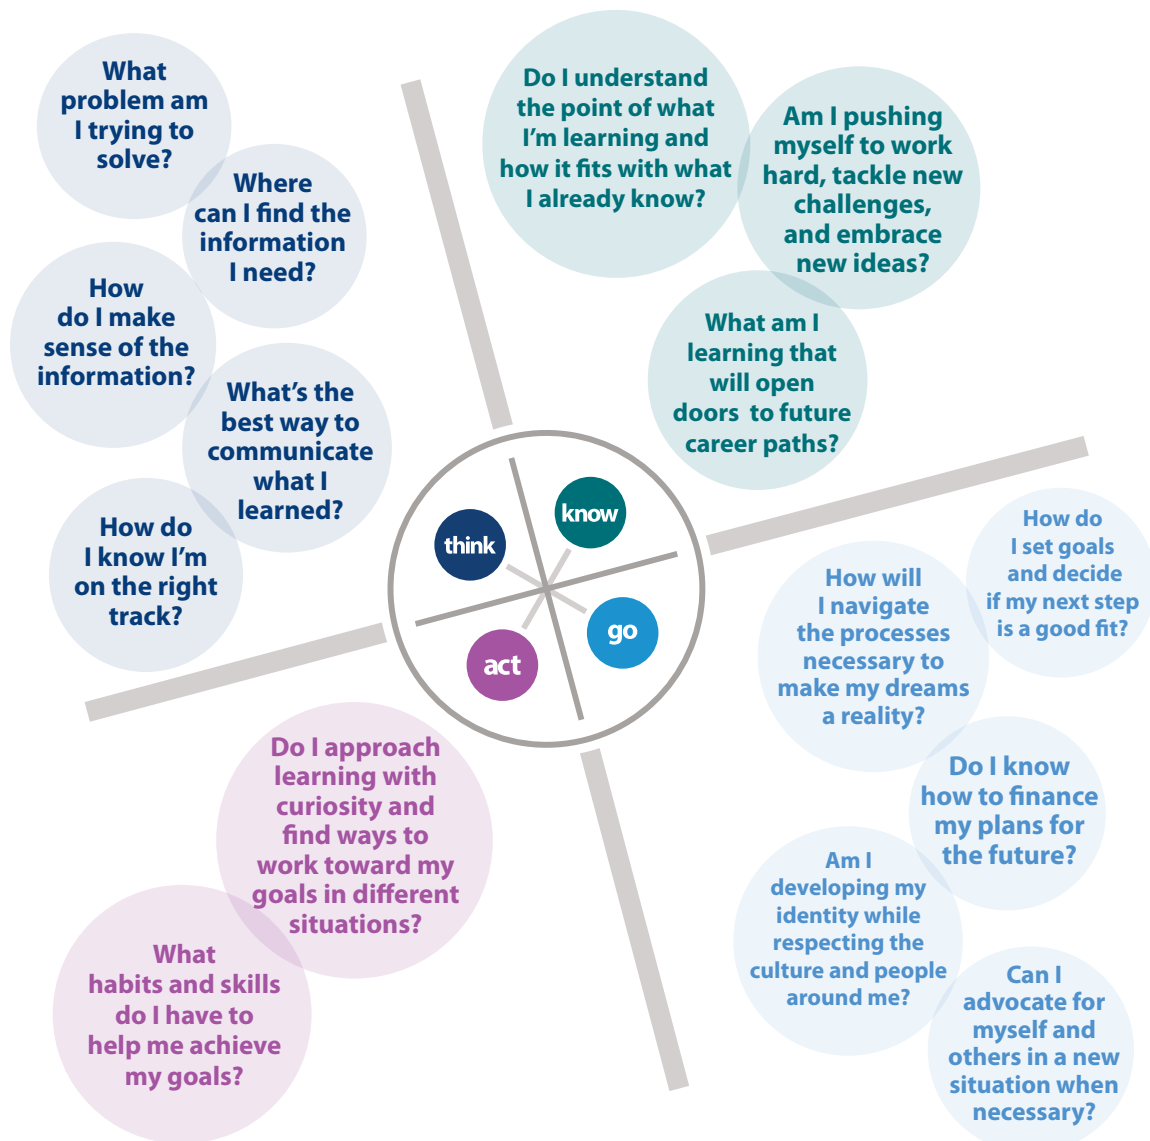 What
problem am
I trying to
solve?
Where
can I find the
information
I need?
How
do I make
sense of the
information?
What’s the
best way to
communicate
what I
learned?
How do
I know I’m
on the right
track?
Do I understand
the point of what
I’m learning and
how it fits with what
I already know?
Am I pushing
myself to work
hard, tackle new
challenges,
and embrace
new ideas?
What am I
learning that
will open
doors to future
career paths?
think
know
act
go
How do
I set goals
and decide
if my next step
is a good fit?
How will
I navigate
the processes
necessary to
make my dreams
a reality?
Do I know
how to finance
my plans for
the future?
Am I
developing my
identity while
respecting the
culture and people
around me?
Can I
advocate for
myself and
others in a new
situation when
necessary?
Do I approach
learning with
curiosity and
find ways to
work toward my
goals in different
situations?
What
habits and skills
do I have to
help me achieve
my goals?